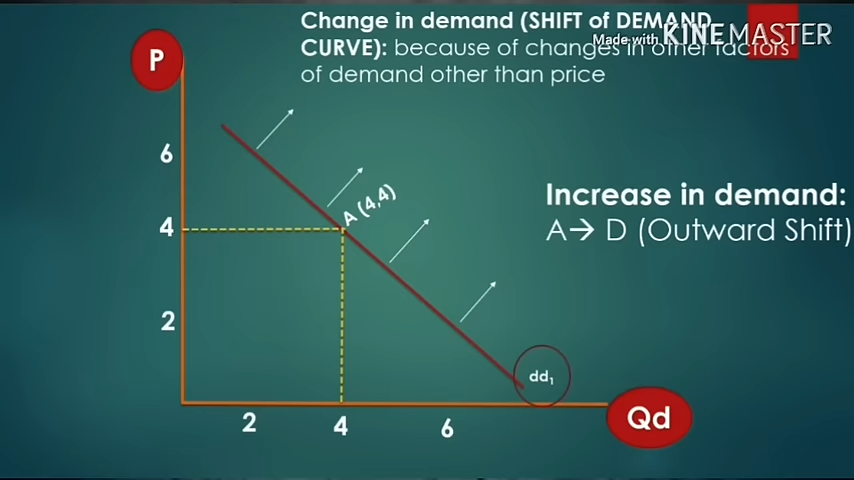 Change in demand (SHIFT of DEMAND
CURVE): because of changes in other factors
of demand other than price
Made with KINEMASTER
P
6
A (4,4)
Increase in demand:
4
A→ D (Outward Shift)
2
dd₁
2 4 6
Qd